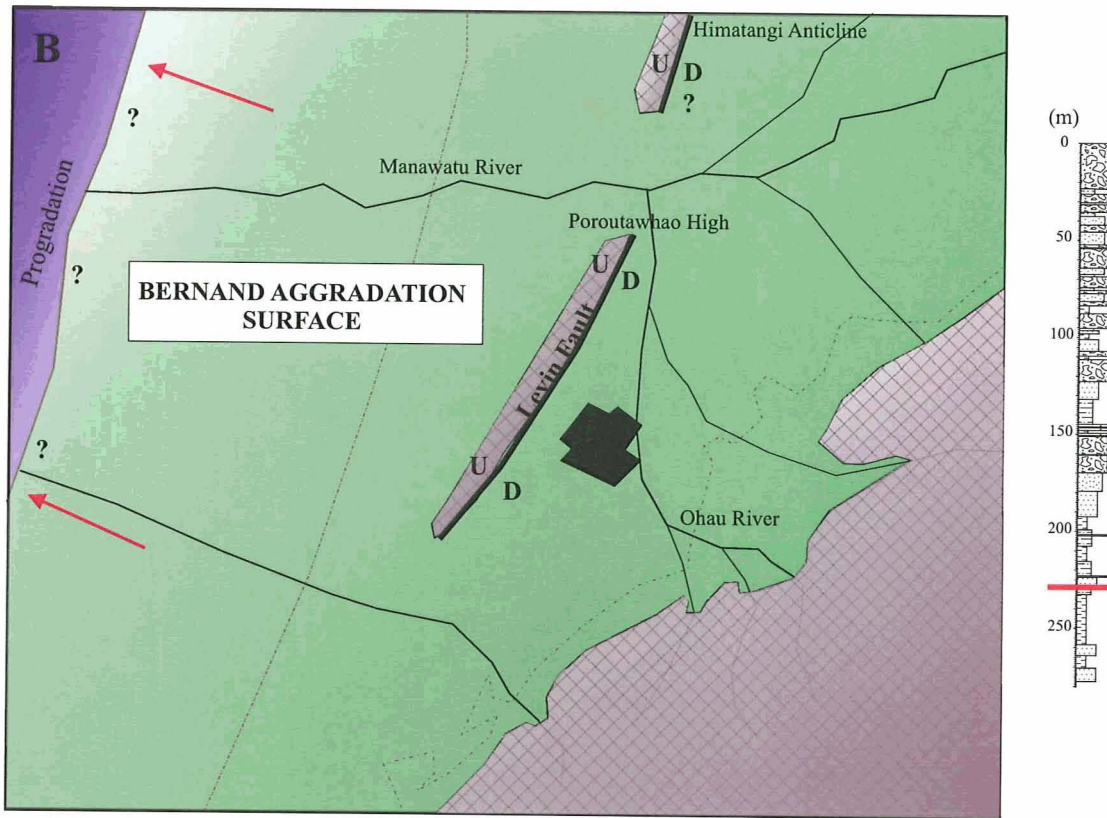 B
Himatangi Anticline
U
D
?
?
(m)
0
Manawatu River
50
Progradation
Poroutawhao High
U
D
?
BERNAND AGGRADATION
SURFACE
100
Levin Fault
150
?
U
D
Ohau River
200
250